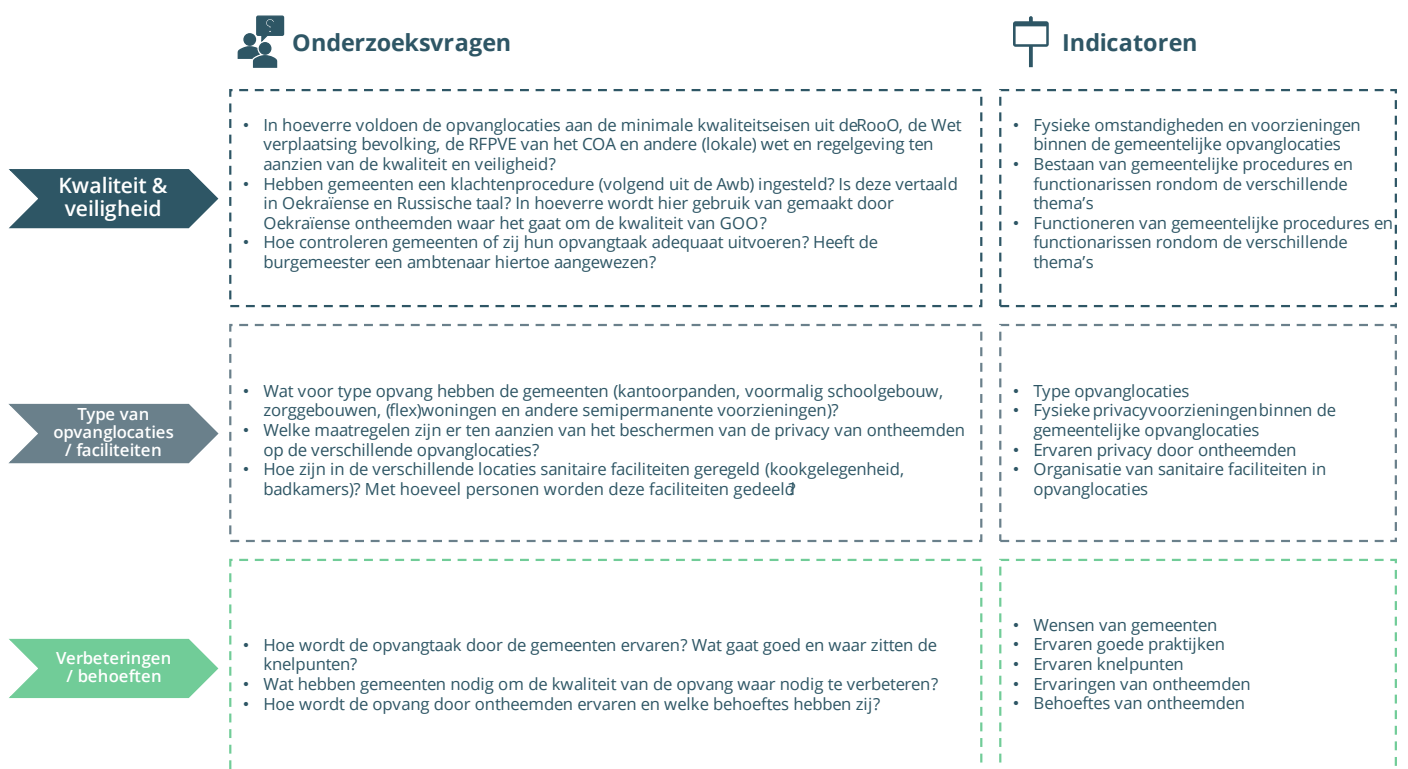 Onderzoeksvragen
Indicatoren
Kwaliteit &
veiligheid
• In hoeverre voldoen de opvanglocaties aan de minimale kwaliteitseisen uit deRooO, de Wet
verplaatsing bevolking, de RFPVE van het COA en andere (lokale) wet en regelgeving ten
aanzien van de kwaliteit en veiligheid?
• Hebben gemeenten een klachtenprocedure (volgend uit de Awb) ingesteld? Is deze vertaald
in Oekraïense en Russische taal? In hoeverre wordt hier gebruik van gemaakt door
Oekraïense ontheemden waar het gaat om de kwaliteit van GOO?
• Hoe controleren gemeenten of zij hun opvangtaak adequaat uitvoeren? Heeft de
burgemeester een ambtenaar hiertoe aangewezen?
• Fysieke omstandigheden en voorzieningen
binnen de gemeentelijke opvanglocaties
• Bestaan van gemeentelijke procedures en
functionarissen rondom de verschillende
thema's
• Functioneren van gemeentelijke procedures en
functionarissen rondom de verschillende
thema's
Type van
opvanglocaties
/ faciliteiten
• Wat voor type opvang hebben de gemeenten (kantoorpanden, voormalig schoolgebouw,
zorggebouwen, (flex)woningen en andere semipermanente voorzieningen)?
• Welke maatregelen zijn er ten aanzien van het beschermen van de privacy van ontheemden
op de verschillende opvanglocaties?
• Hoe zijn in de verschillende locaties sanitaire faciliteiten geregeld (kookgelegenheid,
badkamers)? Met hoeveel personen worden deze faciliteiten gedeeld?
• Type opvanglocaties
• Fysieke privacyvoorzieningen binnen de
gemeentelijke opvanglocaties
• Ervaren privacy door ontheemden
• Organisatie van sanitaire faciliteiten in
opvanglocaties
Verbeteringen
/ behoeften
• Hoe wordt de opvangtaak door de gemeenten ervaren? Wat gaat goed en waar zitten de
knelpunten?
• Wat hebben gemeenten nodig om de kwaliteit van de opvang waar nodig te verbeteren?
• Hoe wordt de opvang door ontheemden ervaren en welke behoeftes hebben zij?
• Wensen van gemeenten
• Ervaren goede praktijken
• Ervaren knelpunten
• Ervaringen van ontheemden
• Behoeftes van ontheemden